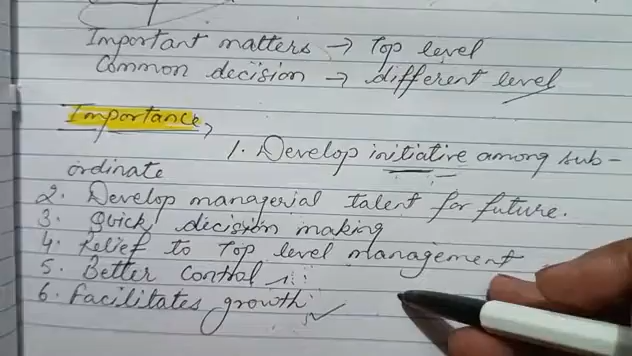 Important matters → Top level
Common decision → different level
Importance,
1. Develop initiative among sub-
ordinate
2. Develop managerial talent for future.
3. Quick decision making
4. Relief to Top level management
5. Better Control
6. Facilitates growth